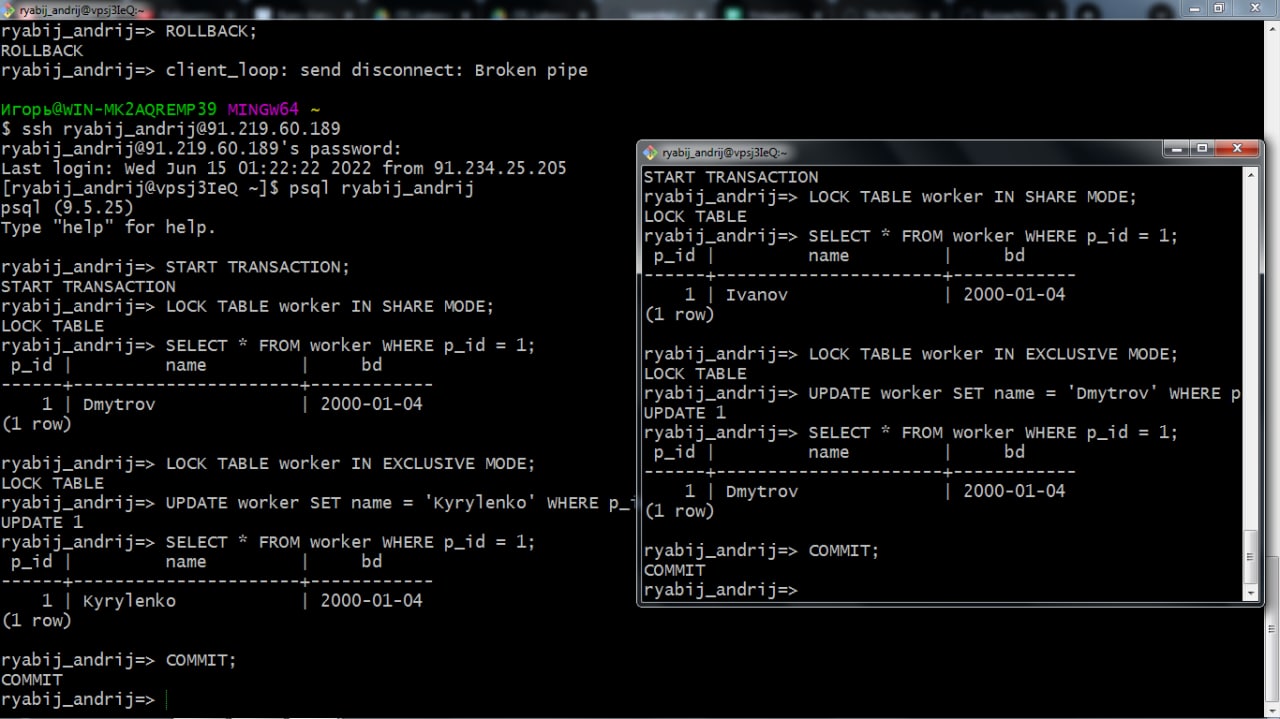 ryabij_andrij@vpsj3IeQ:~
ryabij_andrij=> ROLLBACK;
ROLLBACK
ryabij_andrij=> client_loop: send disconnect: Broken pipe
Игорь@WIN-MK2AQREMP39 MINGW64 ~
$ ssh ryabij_andrij@91.219.60.189
ryabij_andrij@91.219.60.189's password:
Last login: Wed Jun 15 01:22:22 2022 from 91.234.25.205
[ryabij_andrij@vpsj3IeQ ~]$ psql ryabij_andrij
psql (9.5.25)
Type "help" for help.
ryabij_andrij=> START TRANSACTION;
START TRANSACTION
ryabij_andrij=> LOCK TABLE worker IN SHARE MODE;
LOCK TABLE
ryabij_andrij=> SELECT * FROM worker WHERE p_id = 1;
 p_id |         name         |     bd
------+----------------------+------------
    1 | Dmytrov              | 2000-01-04
(1 row)
ryabij_andrij=> LOCK TABLE worker IN EXCLUSIVE MODE;
LOCK TABLE
ryabij_andrij=> UPDATE worker SET name = 'Kyrylenko' WHERE p_i
UPDATE 1
ryabij_andrij=> SELECT * FROM worker WHERE p_id = 1;
 p_id |         name         |     bd
------+----------------------+------------
    1 | Kyrylenko            | 2000-01-04
(1 row)
ryabij_andrij=> COMMIT;
COMMIT
ryabij_andrij=>
ryabij_andrij@vpsj3IeQ:~
START TRANSACTION
ryabij_andrij=> LOCK TABLE worker IN SHARE MODE;
LOCK TABLE
ryabij_andrij=> SELECT * FROM worker WHERE p_id = 1;
 p_id |         name         |     bd
------+----------------------+------------
    1 | Ivanov               | 2000-01-04
(1 row)
ryabij_andrij=> LOCK TABLE worker IN EXCLUSIVE MODE;
LOCK TABLE
ryabij_andrij=> UPDATE worker SET name = 'Dmytrov' WHERE p
UPDATE 1
ryabij_andrij=> SELECT * FROM worker WHERE p_id = 1;
 p_id |         name         |     bd
------+----------------------+------------
    1 | Dmytrov              | 2000-01-04
(1 row)
ryabij_andrij=> COMMIT;
COMMIT
ryabij_andrij=>